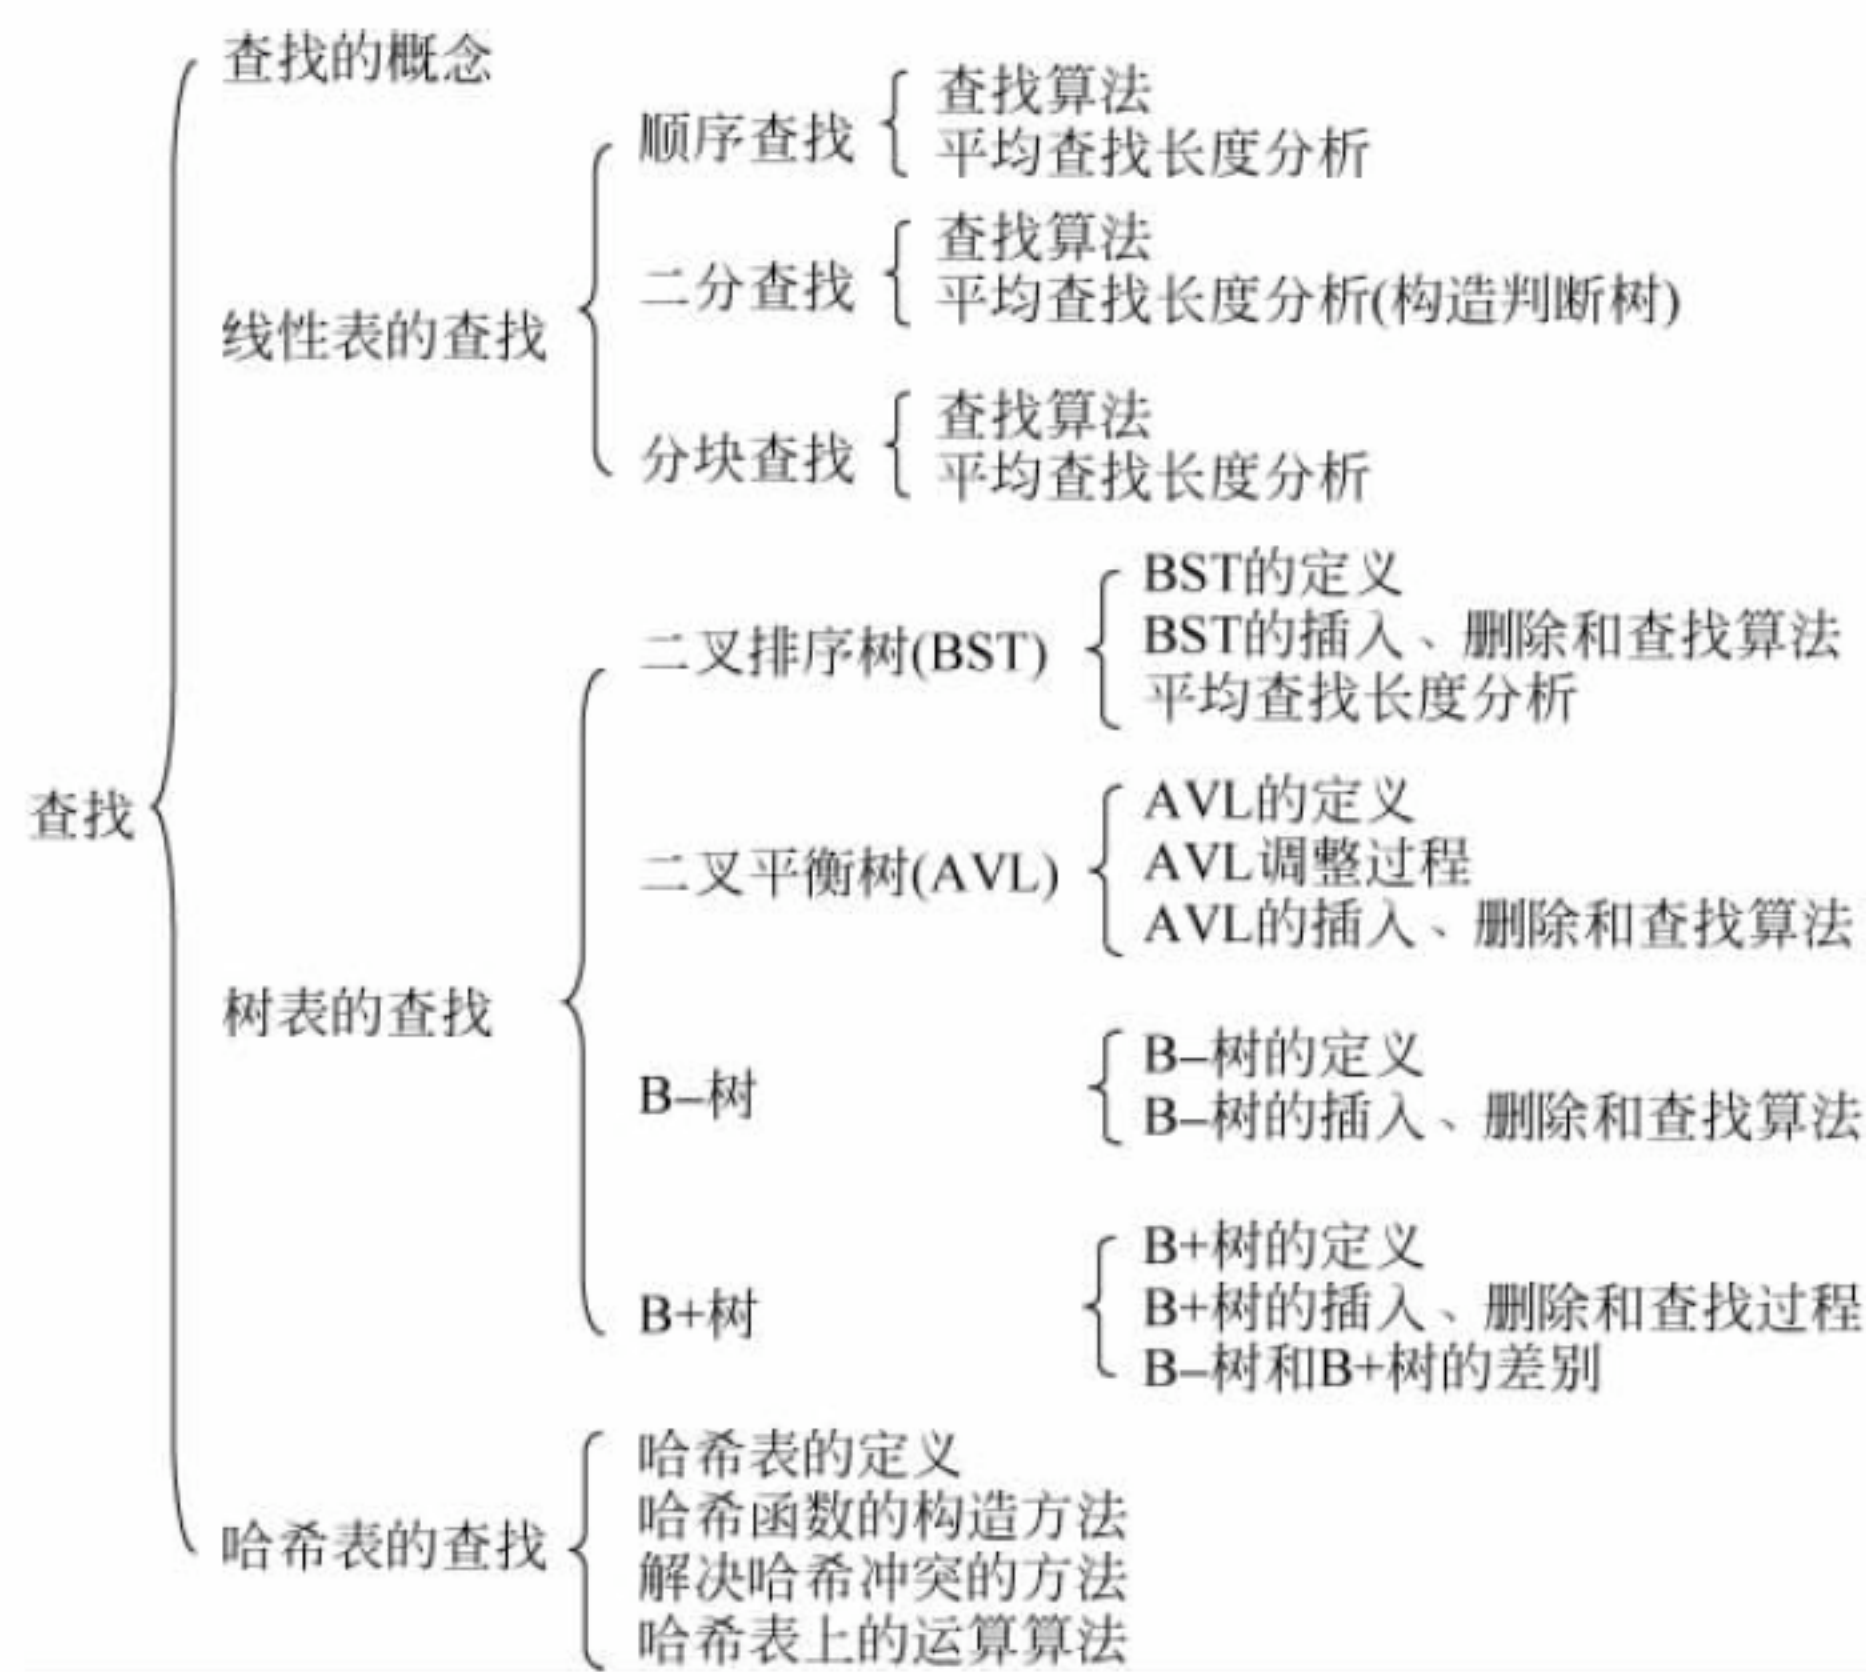 查找
查找的概念
线性表的查找
顺序查找
查找算法
平均查找长度分析
二分查找
查找算法
平均查找长度分析(构造判断树)
分块查找
查找算法
平均查找长度分析
树表的查找
二叉排序树(BST)
BST的定义
BST的插入、删除和查找算法
平均查找长度分析
二叉平衡树(AVL)
AVL的定义
AVL调整过程
AVL的插入、删除和查找算法
B–树
B–树的定义
B–树的插入、删除和查找算法
B+树
B+树的定义
B+树的插入、删除和查找过程
B–树和B+树的差别
哈希表的查找
哈希表的定义
哈希函数的构造方法
解决哈希冲突的方法
哈希表上的运算算法